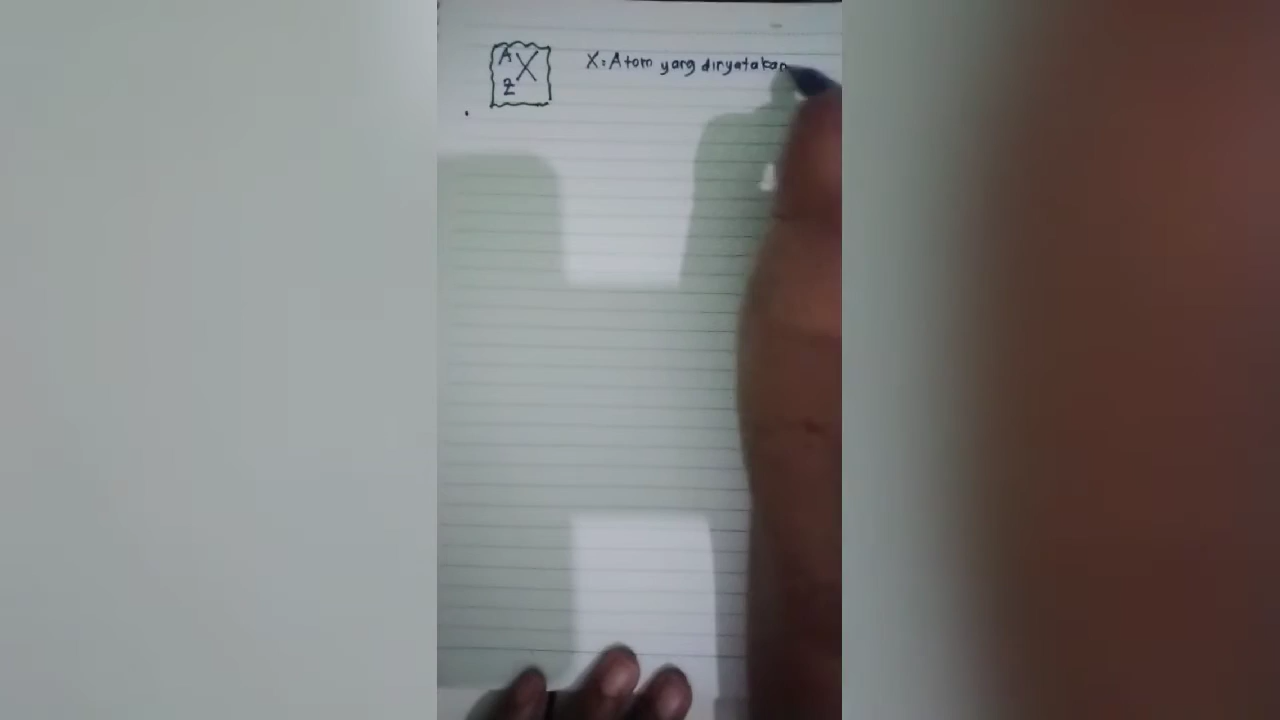 A X X = Atom yang dinyatakan
Z